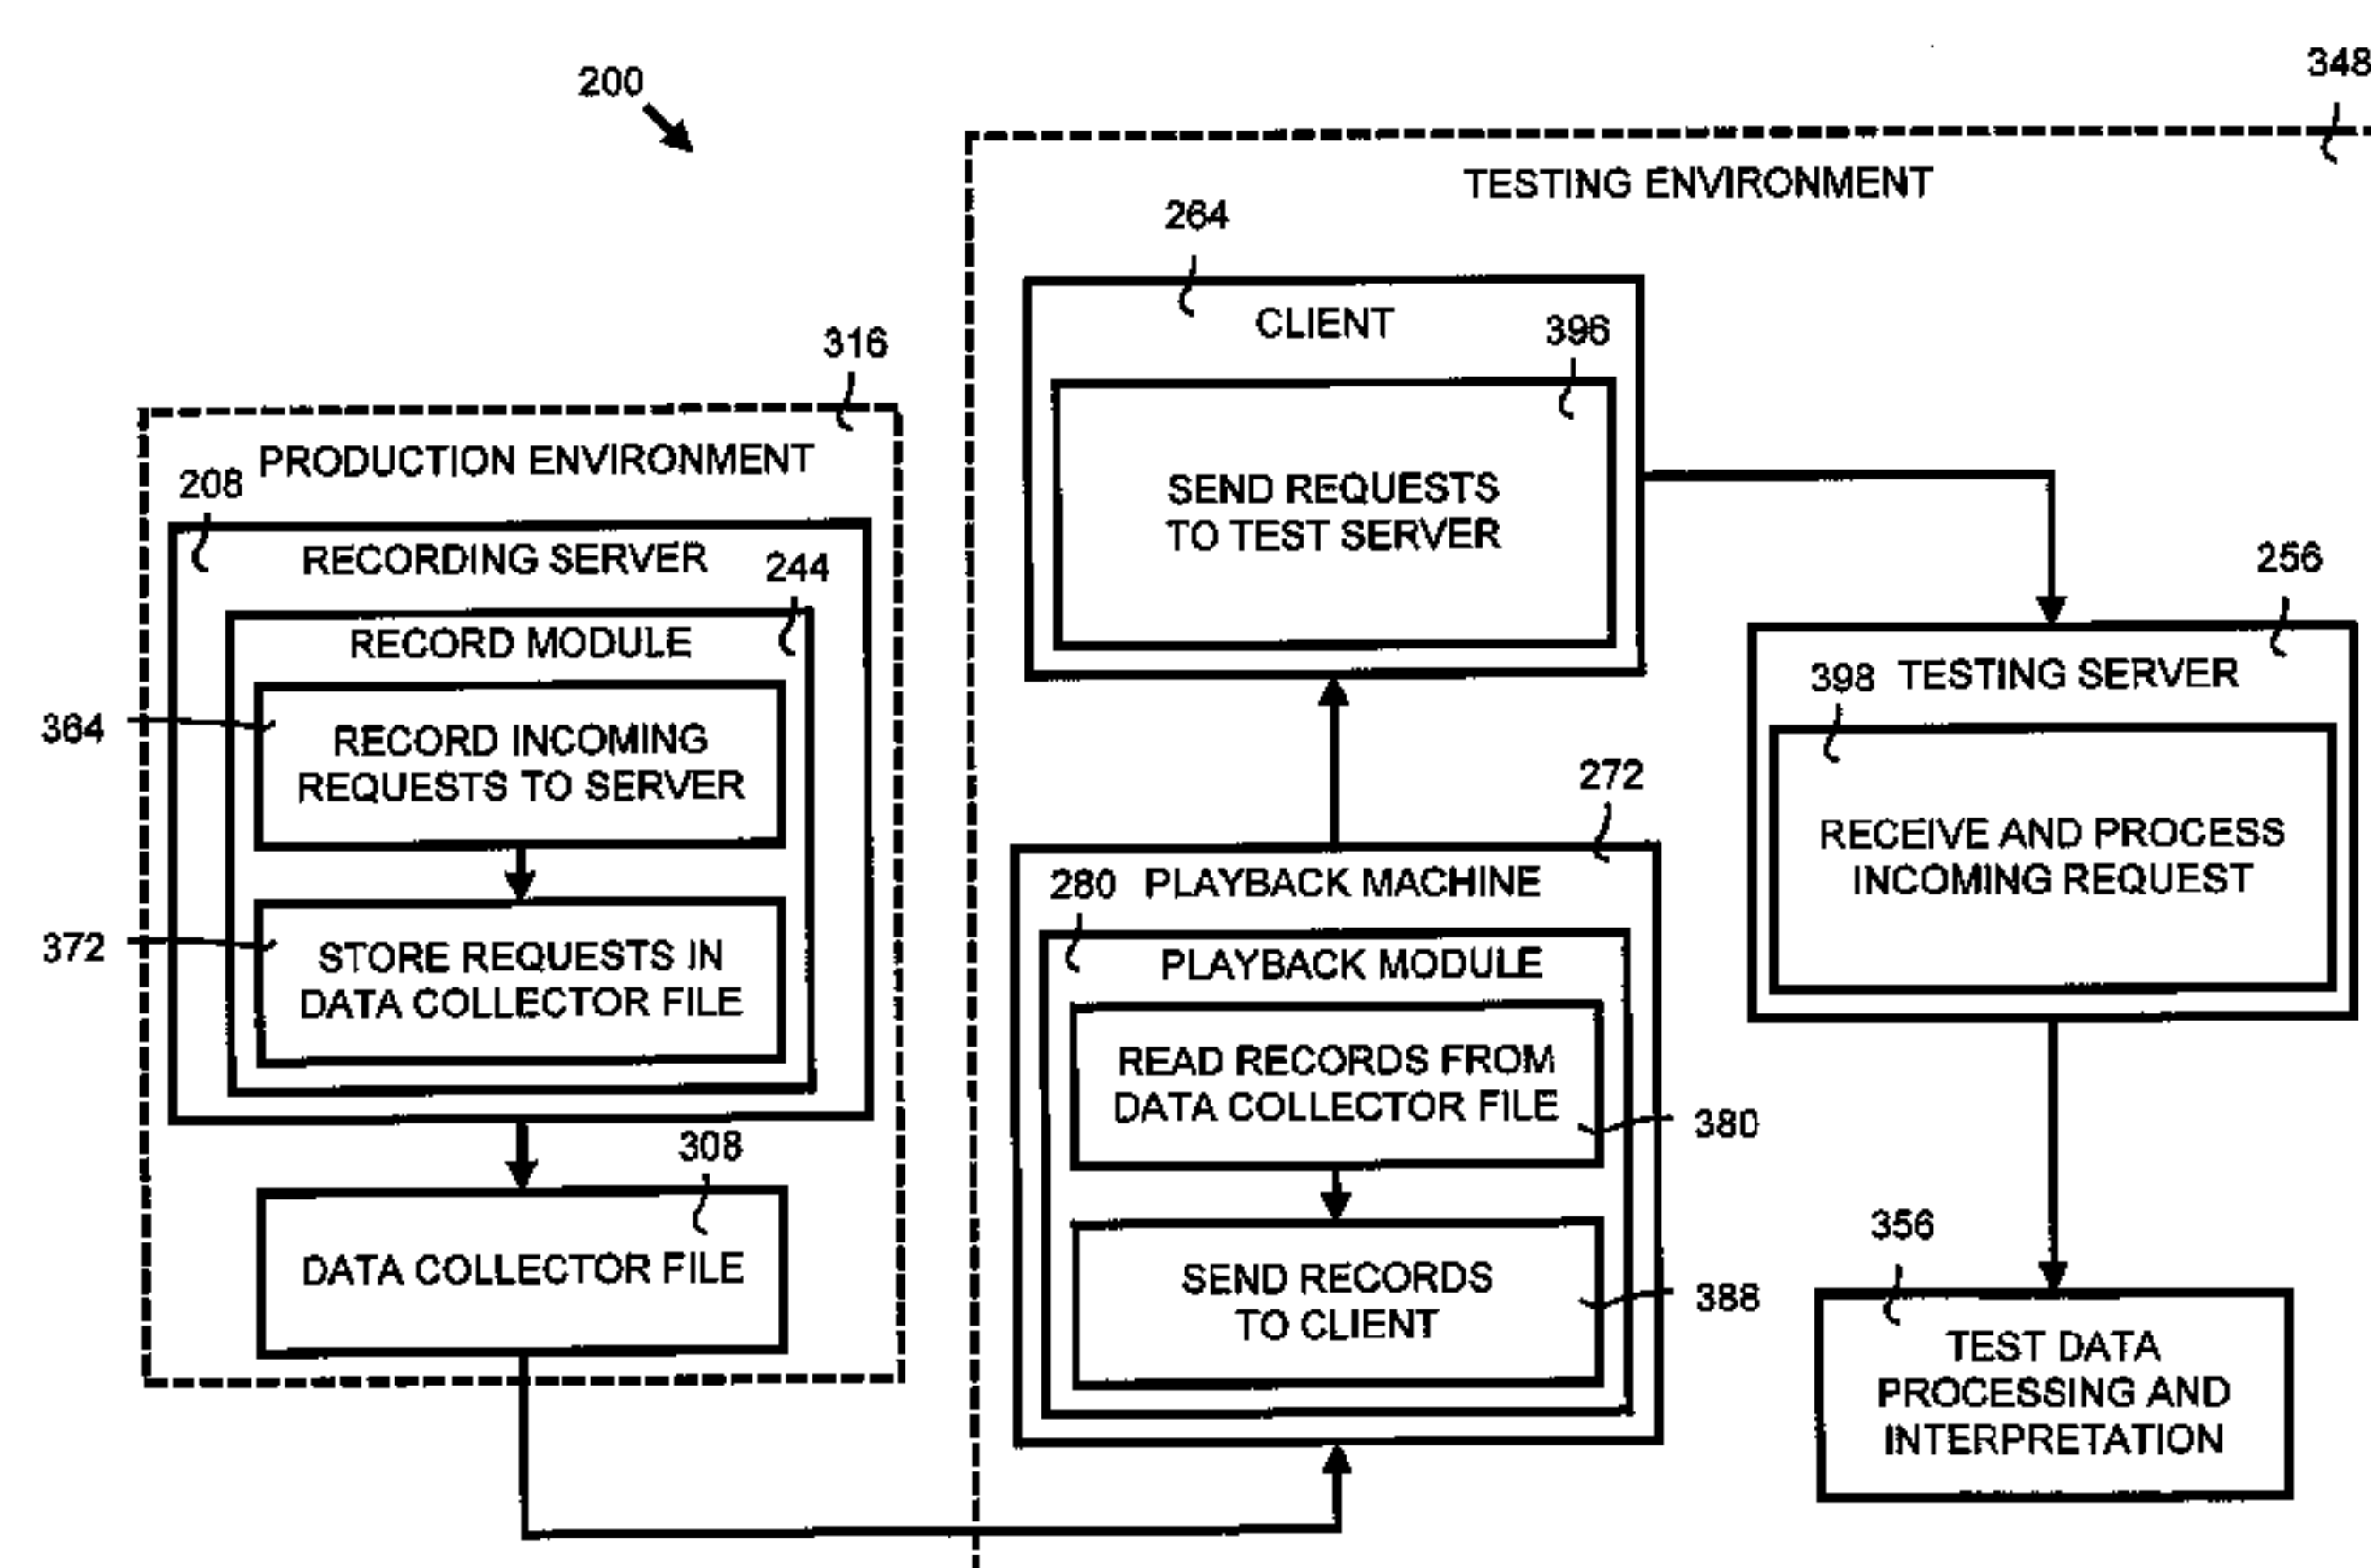 200
348
TESTING ENVIRONMENT
264
CLIENT
396
SEND REQUESTS
TO TEST SERVER
316
PRODUCTION ENVIRONMENT
208
RECORDING SERVER
244
RECORD MODULE
364
RECORD INCOMING
REQUESTS TO SERVER
372
STORE REQUESTS IN
DATA COLLECTOR FILE
308
DATA COLLECTOR FILE
272
280 PLAYBACK MACHINE
PLAYBACK MODULE
READ RECORDS FROM
DATA COLLECTOR FILE
380
SEND RECORDS
TO CLIENT
388
256
398 TESTING SERVER
RECEIVE AND PROCESS
INCOMING REQUEST
356
TEST DATA
PROCESSING AND
INTERPRETATION